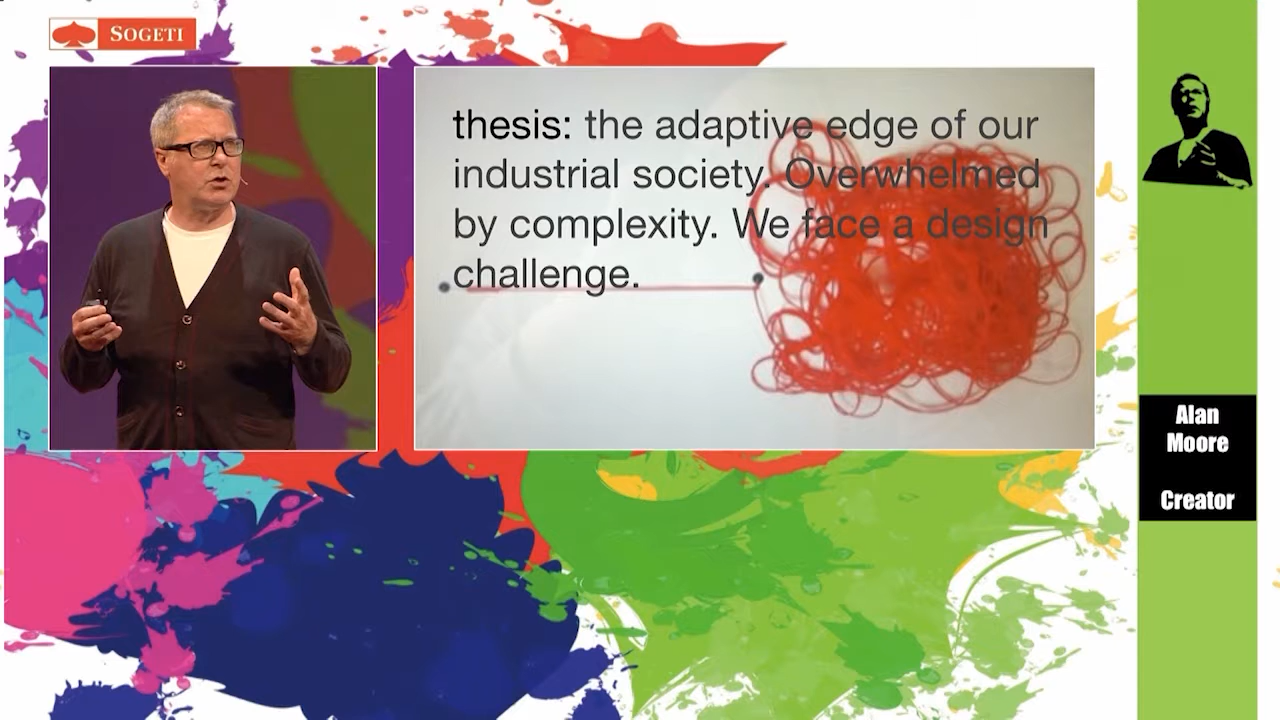 SOGETI
thesis: the adaptive edge of our
industrial society. Overwhelmed
by complexity. We face a design
challenge.
Alan
Moore
Creator